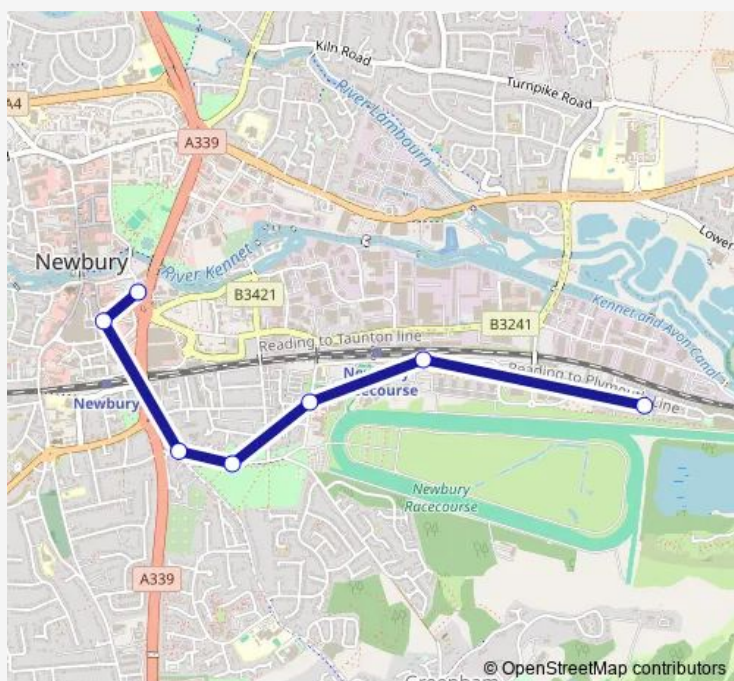 Kiln Road
Turnpike Road
A4
River Lambourn
A339
Lower
Newbury
River Kennet
B3421
B3241
Kennet and Avon Canal
Reading to Taunton line
Reading to Plymouth Line
Racecourse
Newbury
Newbury
Racecourse
A339
Greenham
© OpenStreetMap contributors